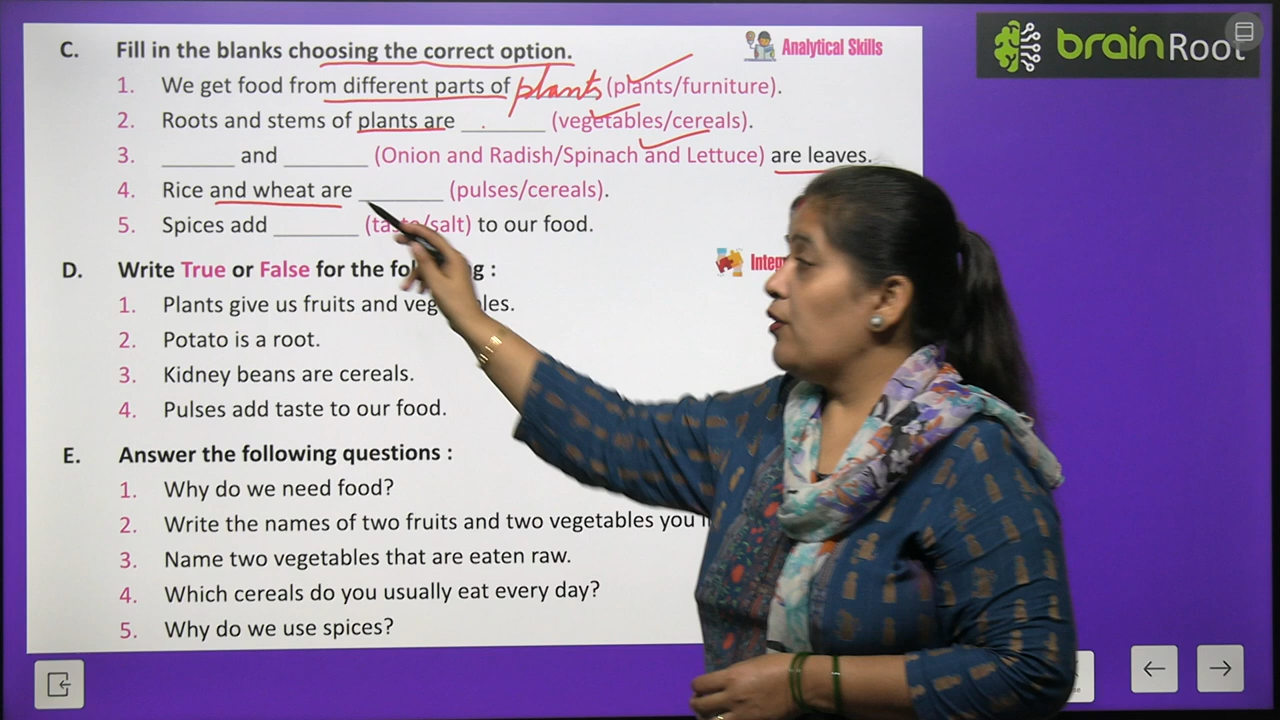 C. Fill in the blanks choosing the correct option.
Analytical Skills
brainRoot
1. We get food from different parts of plants (plants/furniture).
2. Roots and stems of plants are ________ (vegetables/cereals).
3. _______ and ________ (Onion and Radish/Spinach and Lettuce) are leaves.
4. Rice and wheat are ________ (pulses/cereals).
5. Spices add ________ (taste/salt) to our food.
D. Write True or False for the :
1. Plants give us fruits and
2. Potato is a root.
3. Kidney beans are cereals.
4. Pulses add taste to our food.
E. Answer the following questions :
1. Why do we need food?
2. Write the names of two fruits and two vegetables you
3. Name two vegetables that are eaten raw.
4. Which cereals do you usually eat every day?
5. Why do we use spices?